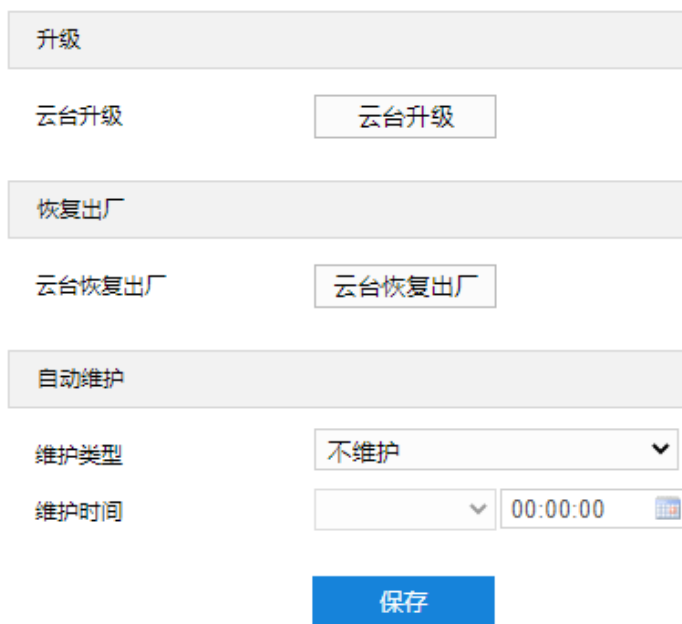 升级
云台升级 云台升级
恢复出厂
云台恢复出厂 云台恢复出厂
自动维护
维护类型 不维护
维护时间 00:00:00
保存